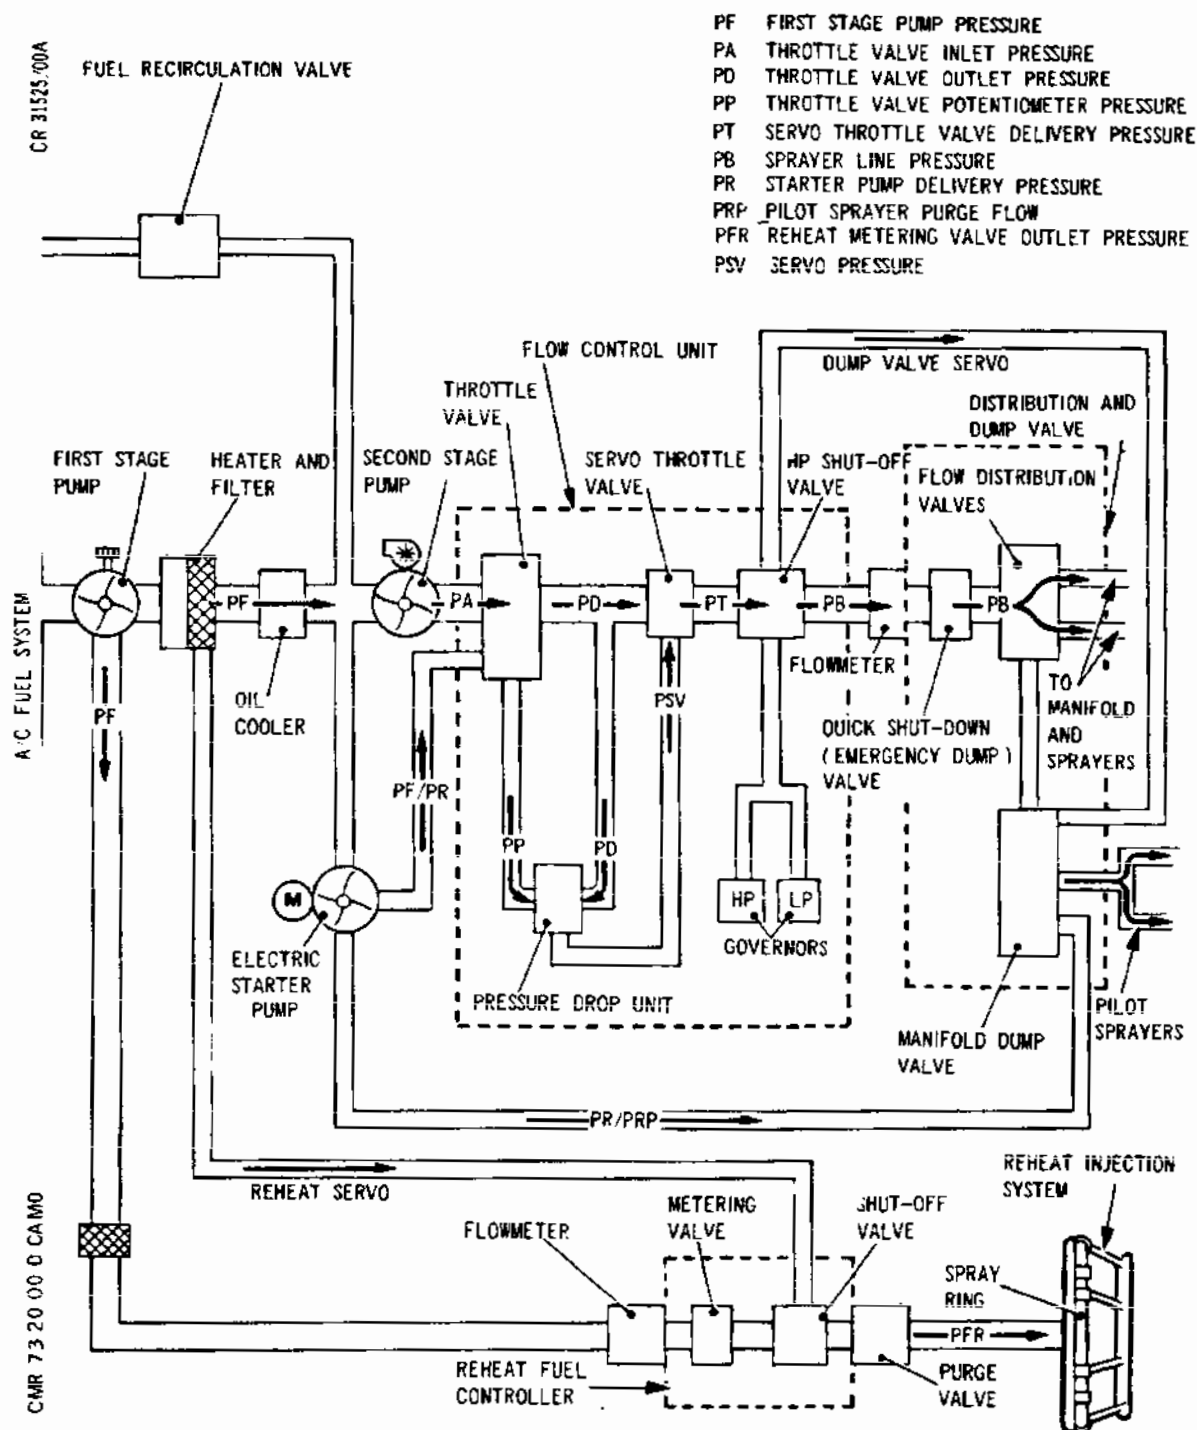 PF FIRST STAGE PUMP PRESSURE
PA THROTTLE VALVE INLET PRESSURE
PD THROTTLE VALVE OUTLET PRESSURE
PP THROTTLE VALVE POTENTIOMETER PRESSURE
PT SERVO THROTTLE VALVE DELIVERY PRESSURE
PB SPRAYER LINE PRESSURE
PR STARTER PUMP DELIVERY PRESSURE
PRP PILOT SPRAYER PURGE FLOW
PFR REHEAT METERING VALVE OUTLET PRESSURE
PSV SERVO PRESSURE
CR 31525/00A
FUEL RECIRCULATION VALVE
FLOW CONTROL UNIT
DUMP VALVE SERVO
THROTTLE
VALVE
DISTRIBUTION AND
DUMP VALVE
FIRST STAGE
PUMP
HEATER AND
FILTER
SECOND STAGE
PUMP
SERVO THROTTLE
VALVE
HP SHUT-OFF
VALVE
FLOW DISTRIBUTION
VALVES
PF
PA
PD
PT
PB
PB
A/C FUEL SYSTEM
FLOWMETER
OIL
COOLER
PF
PSV
QUICK SHUT-DOWN
(EMERGENCY DUMP)
VALVE
TO
MANIFOLD
AND
SPRAYERS
PF/PR
PP
PD
M
HP
LP
GOVERNORS
ELECTRIC
STARTER
PUMP
PRESSURE DROP UNIT
MANIFOLD DUMP
VALVE
PILOT
SPRAYERS
PR/PRP
REHEAT SERVO
REHEAT INJECTION
SYSTEM
FLOWMETER
METERING
VALVE
SHUT-OFF
VALVE
SPRAY
RING
PFR
REHEAT FUEL
CONTROLLER
PURGE
VALVE
CMR 73 20 00 0 CAM0